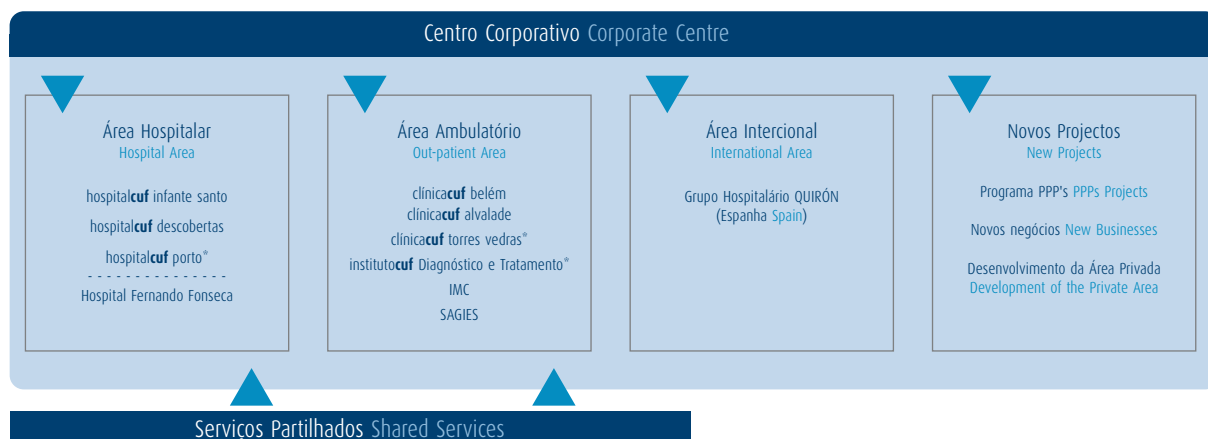 Centro Corporativo Corporate Centre
Área Hospitalar
Hospital Area
hospitalcuf infante santo
hospitalcuf descobertas
hospitalcuf porto*
- - - - - - - - - - - - - - -
Hospital Fernando Fonseca
Área Ambulatório
Out-patient Area
clínicacuf belém
clínicacuf alvalade
clínicacuf torres vedras*
institutocuf Diagnóstico e Tratamento*
IMC
SAGIES
Área Intercional
International Area
Grupo Hospitalário QUIRÓN
(Espanha Spain)
Novos Projectos
New Projects
Programa PPP's PPPs Projects
Novos negócios New Businesses
Desenvolvimento da Área Privada
Development of the Private Area
Serviços Partilhados Shared Services